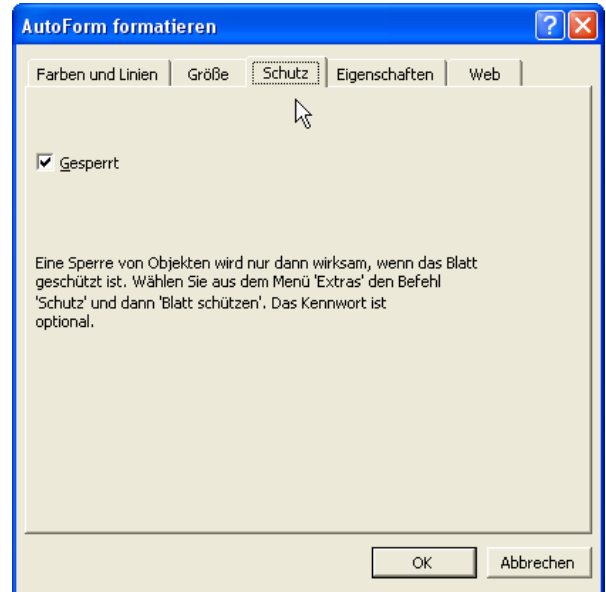 AutoForm formatieren
Farben und Linien Größe Schutz Eigenschaften Web
Gesperrt
Eine Sperre von Objekten wird nur dann wirksam, wenn das Blatt
geschützt ist. Wählen Sie aus dem Menü 'Extras' den Befehl
'Schutz' und dann 'Blatt schützen'. Das Kennwort ist
optional.
OK Abbrechen